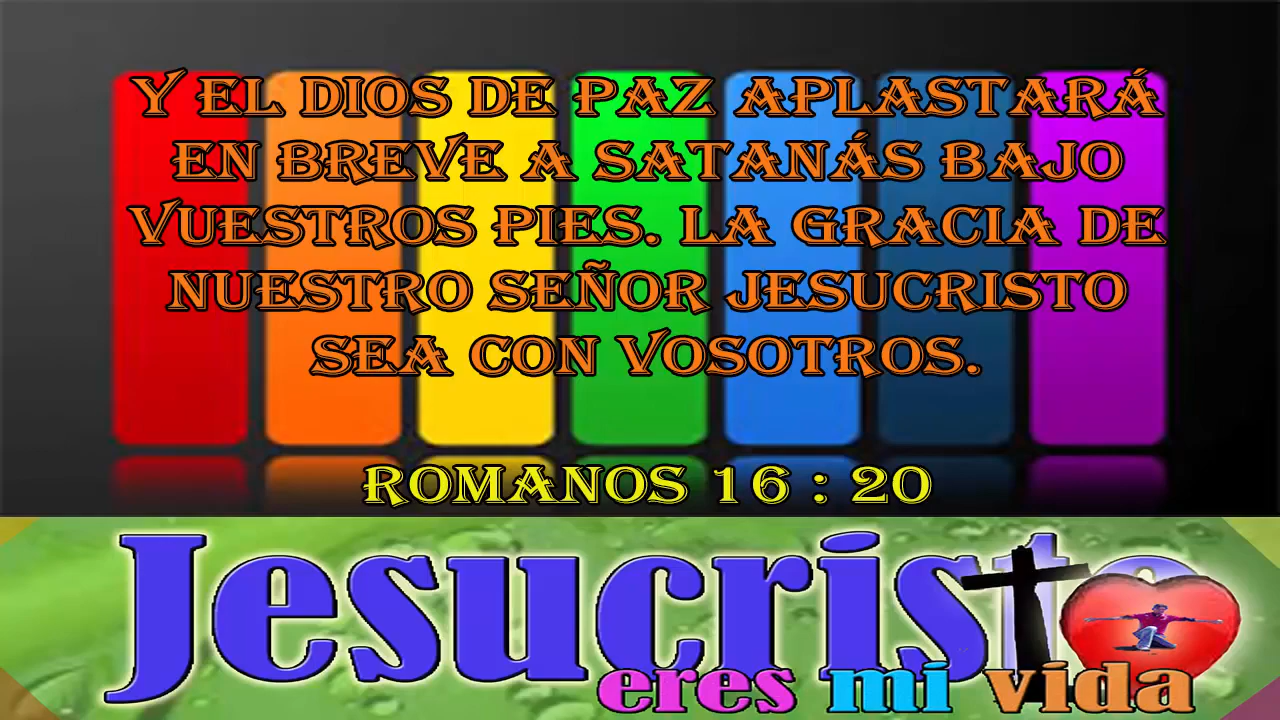 Y EL DIOS DE PAZ APLASTARÁ
EN BREVE A SATANÁS BAJO
VUESTROS PIES. LA GRACIA DE
NUESTRO SEÑOR JESUCRISTO
SEA CON VOSOTROS.
ROMANOS 16 : 20
Jesucristo
eres mi vida